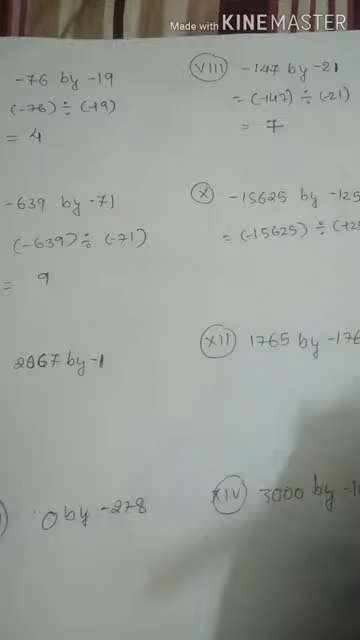 Made with KINEMASTER
-76 by -19
(-76) ÷ (-19)
= 4
VIII -147 by -21
= (-147) ÷ (-21)
= 7
-639 by -71
(-639) ÷ (-71)
= 9
X -15625 by -125
= (-15625) ÷ (-125
2067 by -1
XII 1765 by -176
0 by -278
XIV 3000 by -1